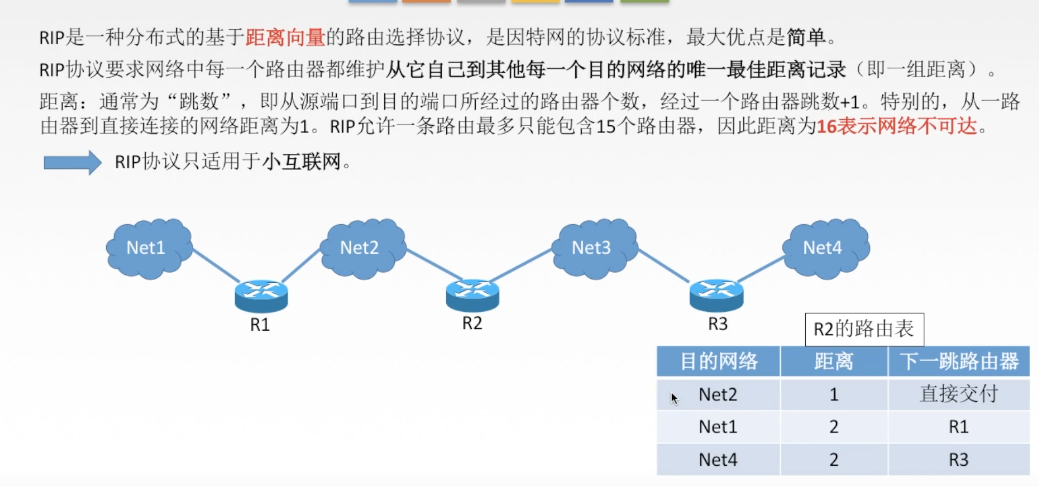 RIP是一种分布式的基于距离向量的路由选择协议，是因特网的协议标准，最大优点是简单。
RIP协议要求网络中每一个路由器都维护从它自己到其他每一个目的网络的唯一最佳距离记录（即一组距离）。
距离：通常为“跳数”，即从源端口到目的端口所经过的路由器个数，经过一个路由器跳数+1。特别的，从一路
由器到直接连接的网络距离为1。RIP允许一条路由最多只能包含15个路由器，因此距离为16表示网络不可达。
RIP协议只适用于小互联网。
Net1 Net2 Net3 Net4
R1 R2 R3
R2的路由表
目的网络 距离 下一跳路由器
Net2 1 直接交付
Net1 2 R1
Net4 2 R3